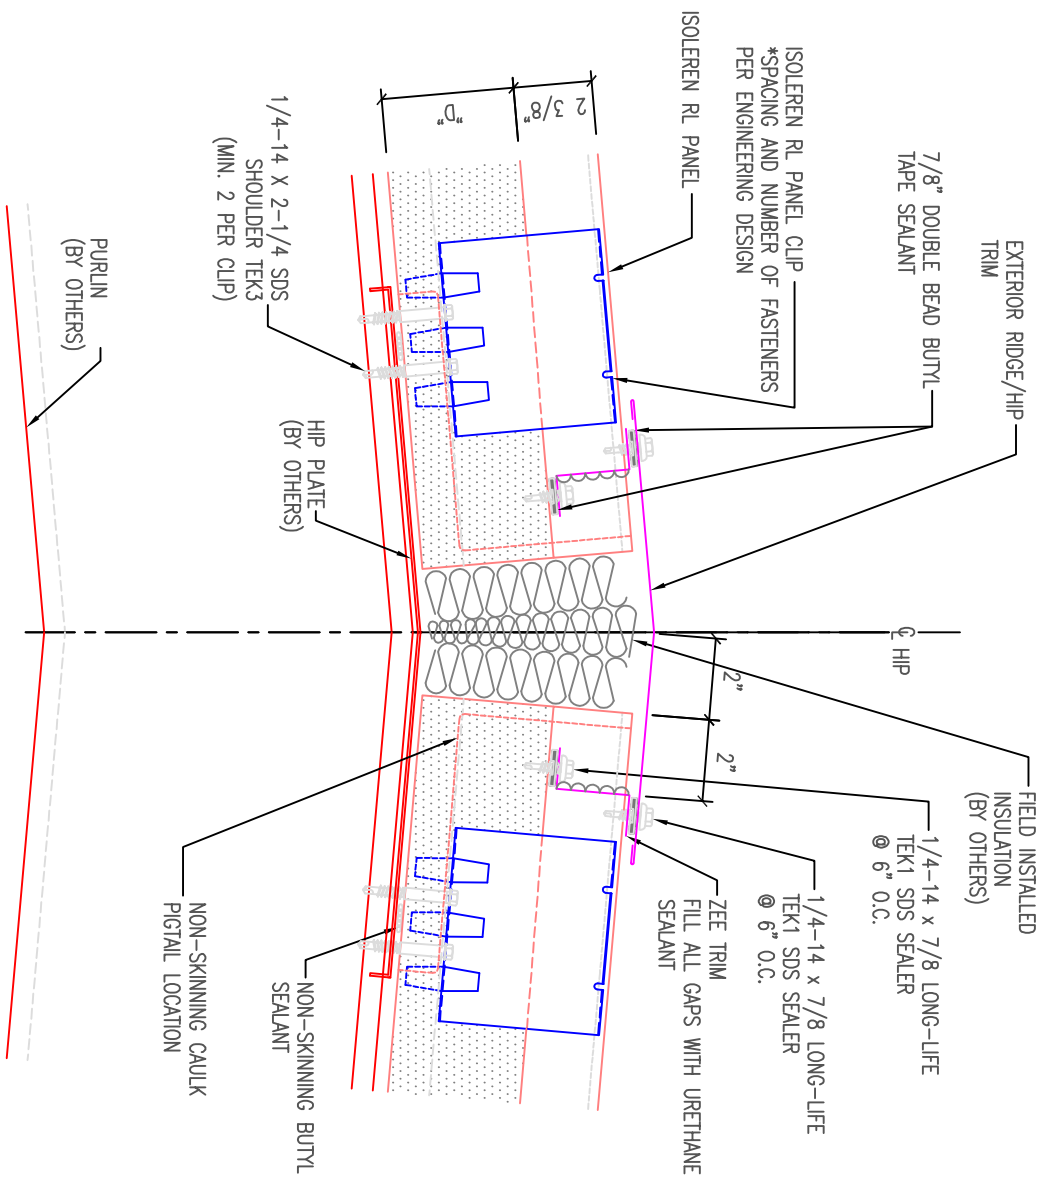 ISOLEREN RL PANEL
ISOLEREN RL PANEL CLIP
*SPACING AND NUMBER OF FASTENERS
PER ENGINEERING DESIGN
7/8" DOUBLE BEAD BUTYL
TAPE SEALANT
EXTERIOR RIDGE/HIP
TRIM
2 3/8"
"D"
1/4-14 X 2-1/4 SDS
SHOULDER TEK3
(MIN. 2 PER CLIP)
PURLIN
(BY OTHERS)
HIP PLATE
(BY OTHERS)
℄ HIP
2"
2"
FIELD INSTALLED
INSULATION
(BY OTHERS)
1/4-14 x 7/8 LONG-LIFE
TEK1 SDS SEALER
@ 6" O.C.
1/4-14 x 7/8 LONG-LIFE
TEK1 SDS SEALER
@ 6" O.C.
ZEE TRIM
FILL ALL GAPS WITH URETHANE
SEALANT
NON-SKINNING BUTYL
SEALANT
NON-SKINNING CAULK
PIGTAIL LOCATION